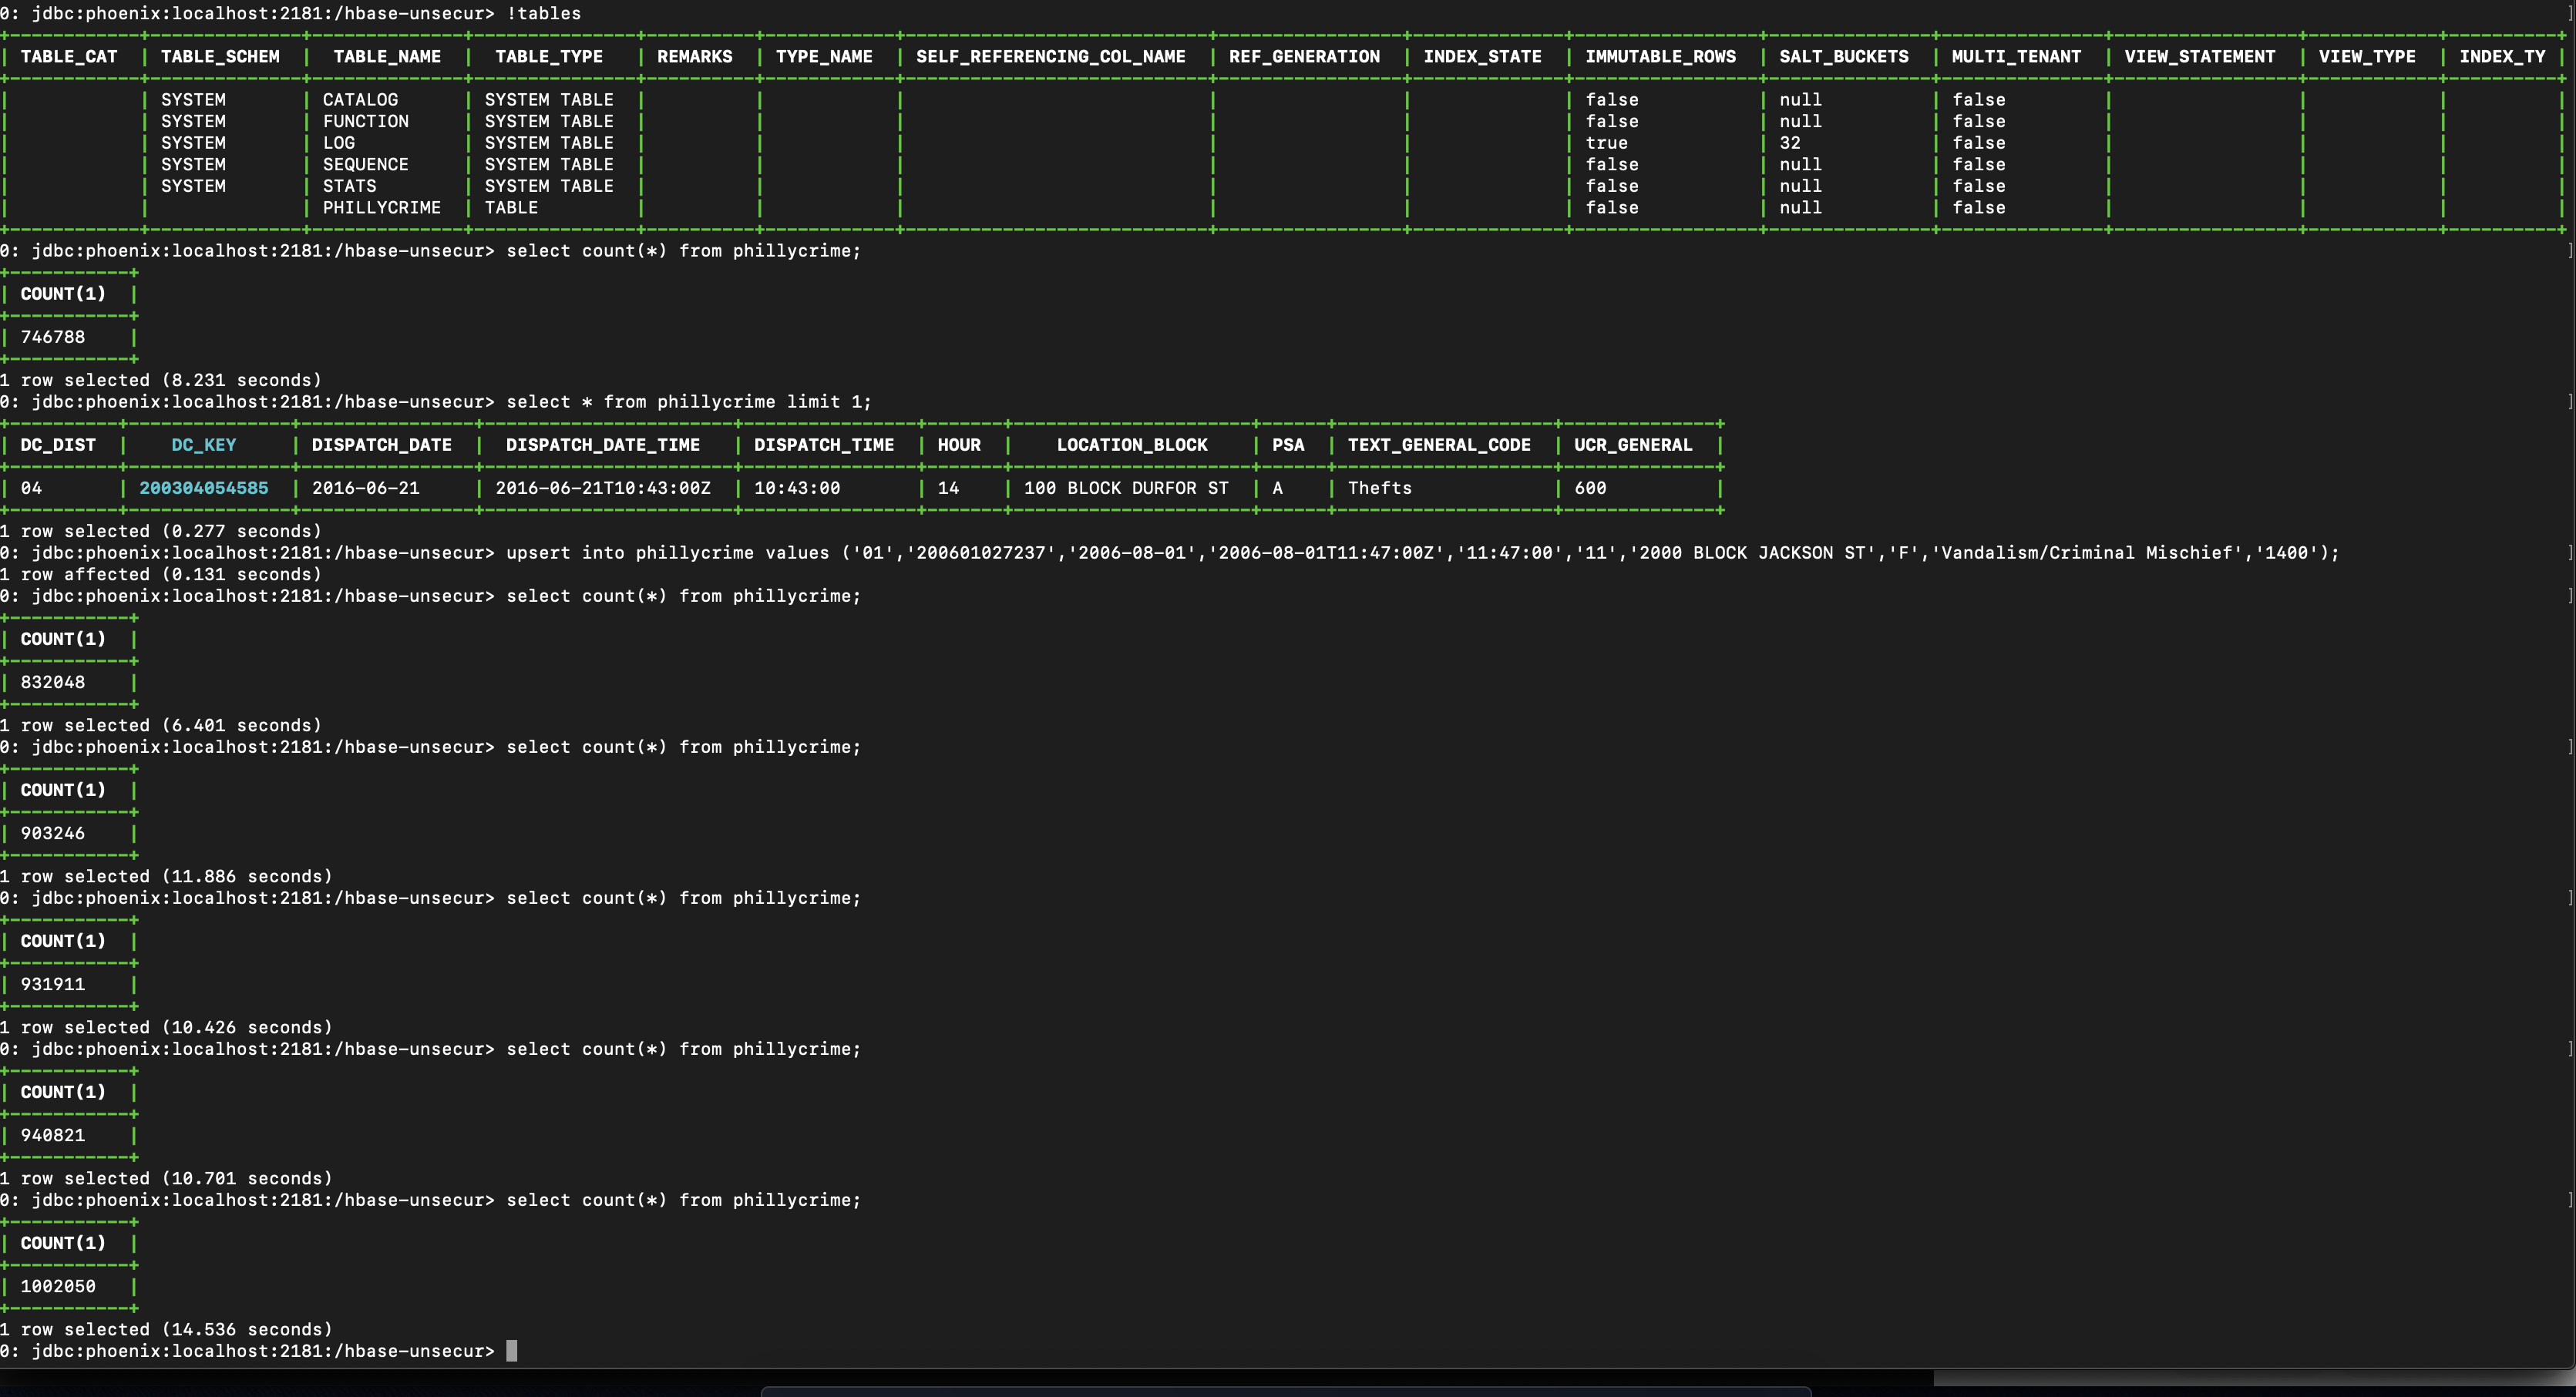 0: jdbc:phoenix:localhost:2181:/hbase-unsecur> !tables ]
+------------+--------------+-------------+---------------+----------+------------+----------------------------+-----------------+--------------+-----------------+---------------+---------------+-----------------+------------+----------+
| TABLE_CAT | TABLE_SCHEM | TABLE_NAME | TABLE_TYPE | REMARKS | TYPE_NAME | SELF_REFERENCING_COL_NAME | REF_GENERATION | INDEX_STATE | IMMUTABLE_ROWS | SALT_BUCKETS | MULTI_TENANT | VIEW_STATEMENT | VIEW_TYPE | INDEX_TY |
+------------+--------------+-------------+---------------+----------+------------+----------------------------+-----------------+--------------+-----------------+---------------+---------------+-----------------+------------+----------+
| | SYSTEM | CATALOG | SYSTEM TABLE | | | | | | false | null | false | | | |
| | SYSTEM | FUNCTION | SYSTEM TABLE | | | | | | false | null | false | | | |
| | SYSTEM | LOG | SYSTEM TABLE | | | | | | true | 32 | false | | | |
| | SYSTEM | SEQUENCE | SYSTEM TABLE | | | | | | false | null | false | | | |
| | SYSTEM | STATS | SYSTEM TABLE | | | | | | false | null | false | | | |
| | | PHILLYCRIME | TABLE | | | | | | false | null | false | | | |
+------------+--------------+-------------+---------------+----------+------------+----------------------------+-----------------+--------------+-----------------+---------------+---------------+-----------------+------------+----------+
0: jdbc:phoenix:localhost:2181:/hbase-unsecur> select count(*) from phillycrime; ]
+-----------+
| COUNT(1) |
+-----------+
| 746788 |
+-----------+
1 row selected (8.231 seconds)
0: jdbc:phoenix:localhost:2181:/hbase-unsecur> select * from phillycrime limit 1; ]
+----------+---------------+----------------+-----------------------+----------------+-------+----------------------+------+--------------------+--------------+
| DC_DIST | DC_KEY | DISPATCH_DATE | DISPATCH_DATE_TIME | DISPATCH_TIME | HOUR | LOCATION_BLOCK | PSA | TEXT_GENERAL_CODE | UCR_GENERAL |
+----------+---------------+----------------+-----------------------+----------------+-------+----------------------+------+--------------------+--------------+
| 04 | 200304054585 | 2016-06-21 | 2016-06-21T10:43:00Z | 10:43:00 | 14 | 100 BLOCK DURFOR ST | A | Thefts | 600 |
+----------+---------------+----------------+-----------------------+----------------+-------+----------------------+------+--------------------+--------------+
1 row selected (0.277 seconds)
0: jdbc:phoenix:localhost:2181:/hbase-unsecur> upsert into phillycrime values ('01','200601027237','2006-08-01','2006-08-01T11:47:00Z','11:47:00','11','2000 BLOCK JACKSON ST','F','Vandalism/Criminal Mischief','1400'); ]
1 row affected (0.131 seconds)
0: jdbc:phoenix:localhost:2181:/hbase-unsecur> select count(*) from phillycrime; ]
+-----------+
| COUNT(1) |
+-----------+
| 832048 |
+-----------+
1 row selected (6.401 seconds)
0: jdbc:phoenix:localhost:2181:/hbase-unsecur> select count(*) from phillycrime; ]
+-----------+
| COUNT(1) |
+-----------+
| 903246 |
+-----------+
1 row selected (11.886 seconds)
0: jdbc:phoenix:localhost:2181:/hbase-unsecur> select count(*) from phillycrime; ]
+-----------+
| COUNT(1) |
+-----------+
| 931911 |
+-----------+
1 row selected (10.426 seconds)
0: jdbc:phoenix:localhost:2181:/hbase-unsecur> select count(*) from phillycrime; ]
+-----------+
| COUNT(1) |
+-----------+
| 940821 |
+-----------+
1 row selected (10.701 seconds)
0: jdbc:phoenix:localhost:2181:/hbase-unsecur> select count(*) from phillycrime; ]
+-----------+
| COUNT(1) |
+-----------+
| 1002050 |
+-----------+
1 row selected (14.536 seconds)
0: jdbc:phoenix:localhost:2181:/hbase-unsecur>